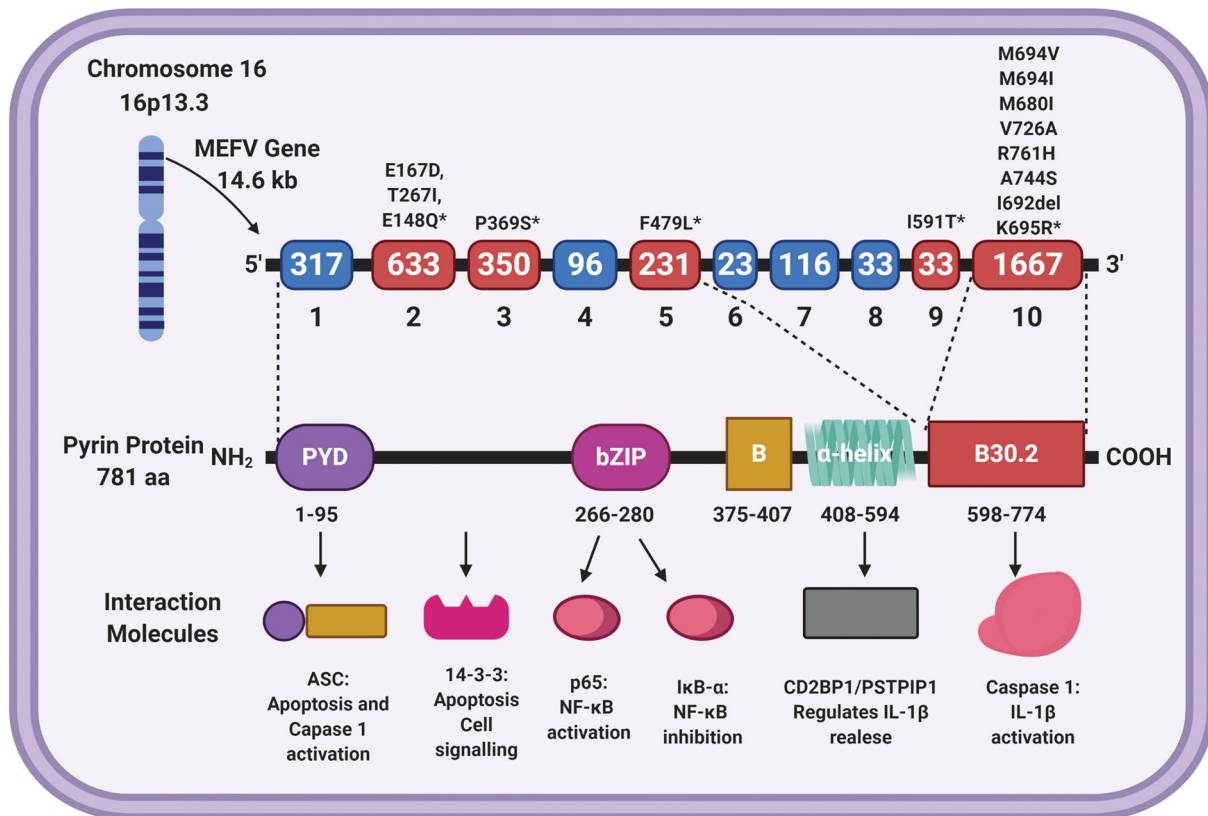 Chromosome 16
16p13.3
MEFV Gene
14.6 kb
E167D,
T267I,
E148Q*
P369S*
F479L*
I591T*
M694V
M694I
M680I
V726A
R761H
A744S
I692del
K695R*
5' 317 633 350 96 231 23 116 33 33 1667 3'
1 2 3 4 5 6 7 8 9 10
Pyrin Protein
781 aa
NH₂ PYD bZIP B α-helix B30.2 COOH
1-95 266-280 375-407 408-594 598-774
Interaction
Molecules
ASC:
Apoptosis and
Capase 1
activation
14-3-3:
Apoptosis
Cell
signalling
p65:
NF-κB
activation
IκB-α:
NF-κB
inhibition
CD2BP1/PSTPIP1
Regulates IL-1β
realese
Caspase 1:
IL-1β
activation